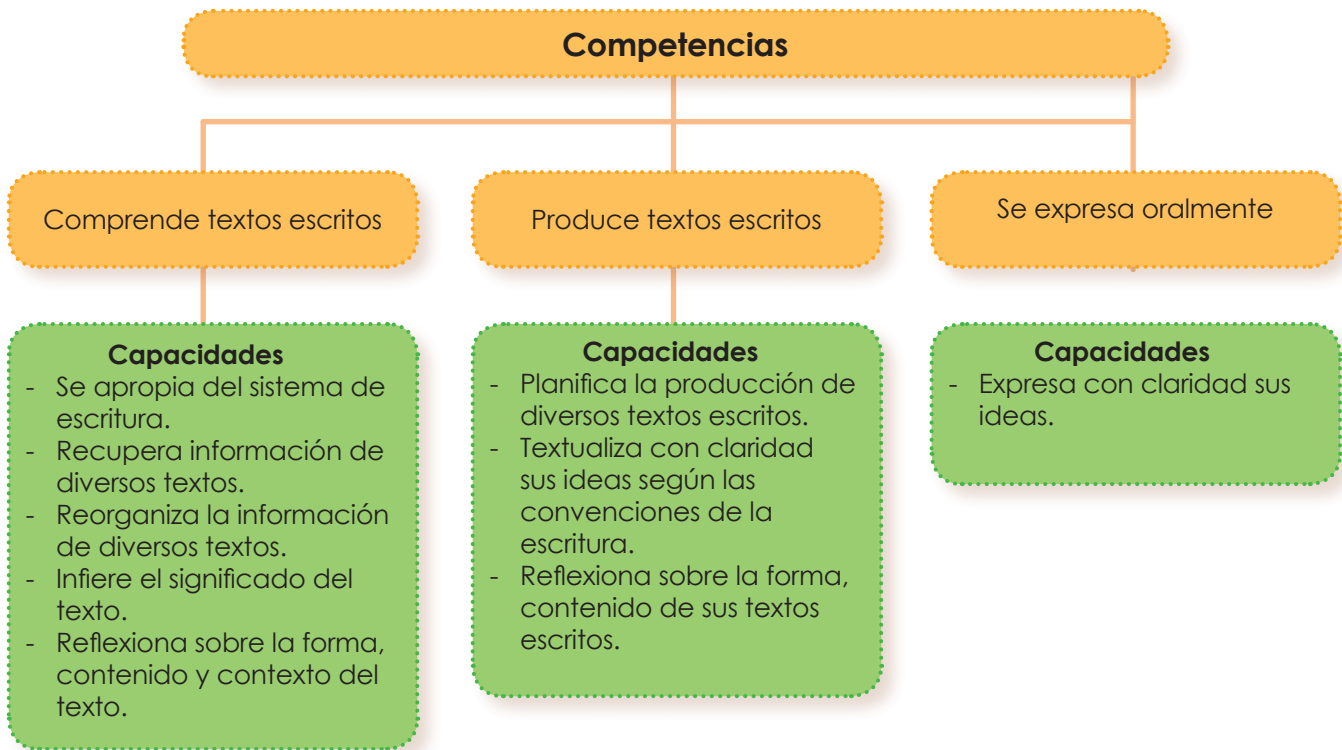 Competencias
Comprende textos escritos
Produce textos escritos
Se expresa oralmente
Capacidades
- Se apropia del sistema de
escritura.
- Recupera información de
diversos textos.
- Reorganiza la información
de diversos textos.
- Infiere el significado del
texto.
- Reflexiona sobre la forma,
contenido y contexto del
texto.
Capacidades
- Planifica la producción de
diversos textos escritos.
- Textualiza con claridad
sus ideas según las
convenciones de la
escritura.
- Reflexiona sobre la forma,
contenido de sus textos
escritos.
Capacidades
- Expresa con claridad sus
ideas.